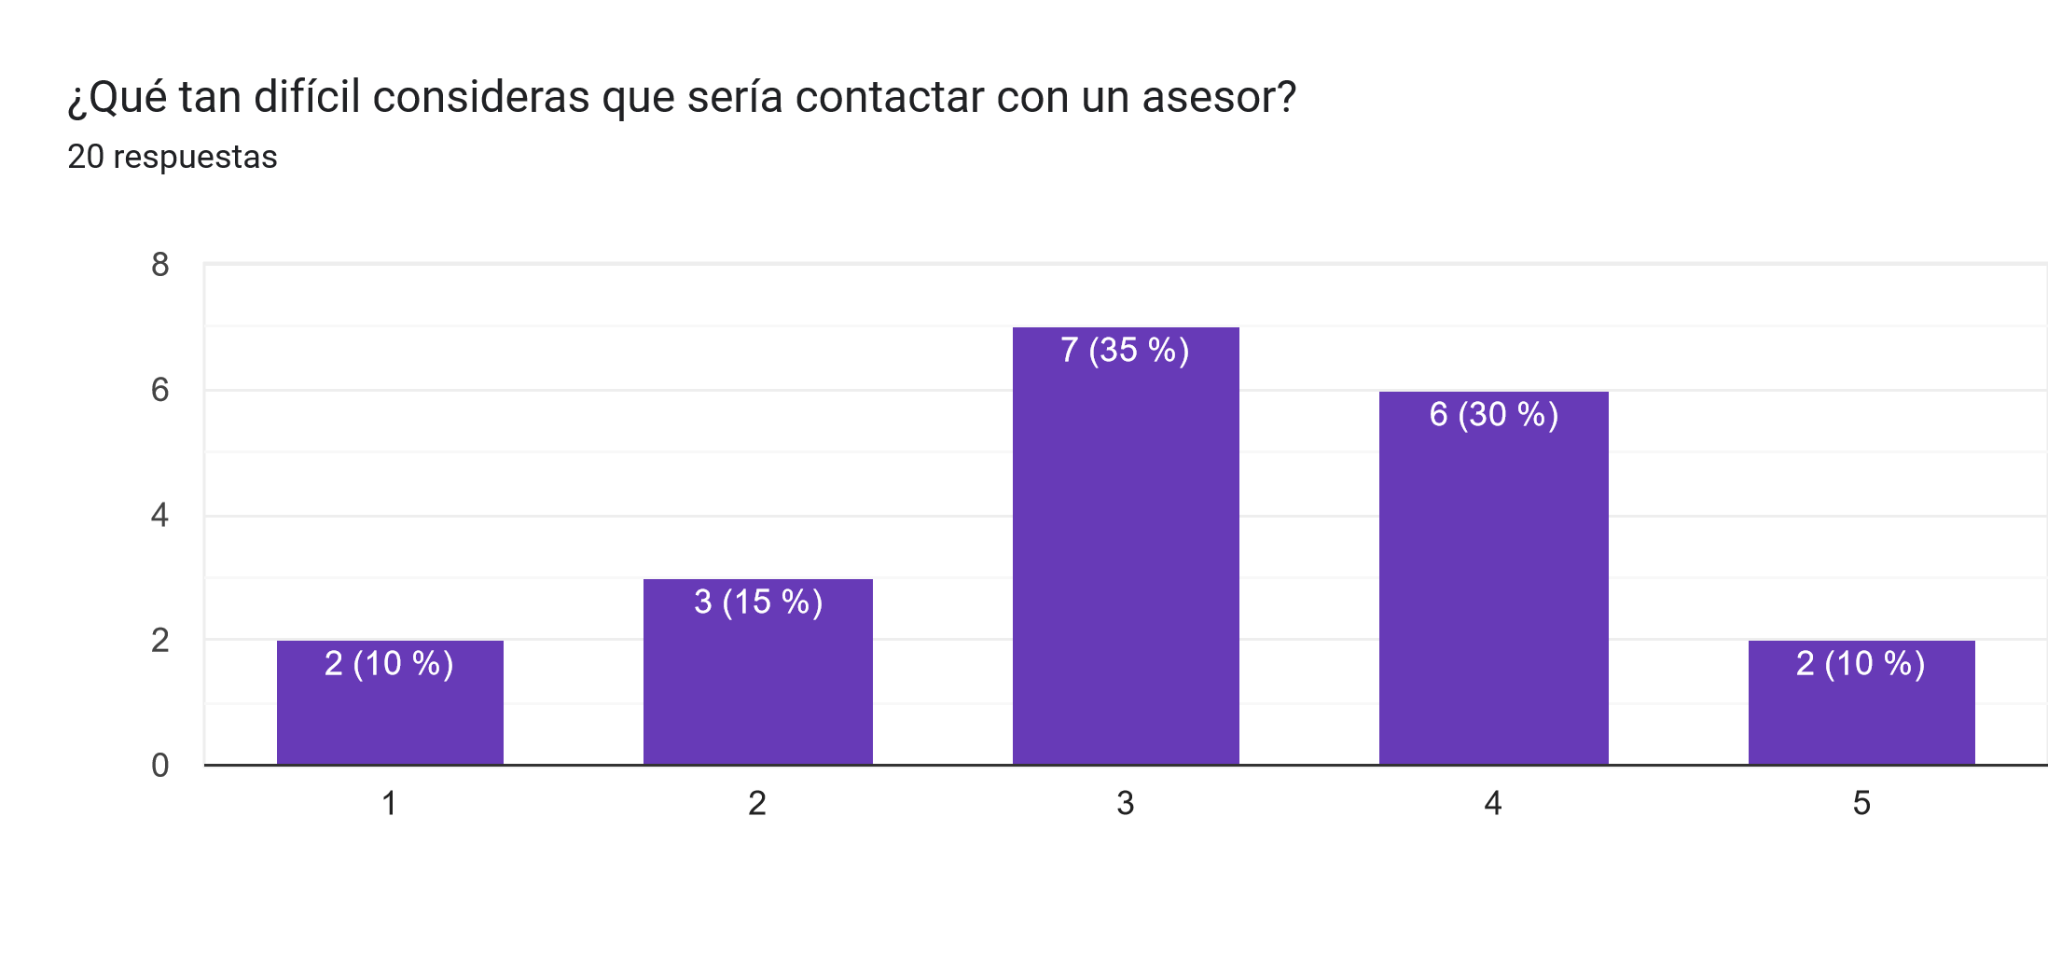 ¿Qué tan difícil consideras que sería contactar con un asesor?
20 respuestas
8
6
4
2
0
2 (10 %)
3 (15 %)
7 (35 %)
6 (30 %)
2 (10 %)
1
2
3
4
5